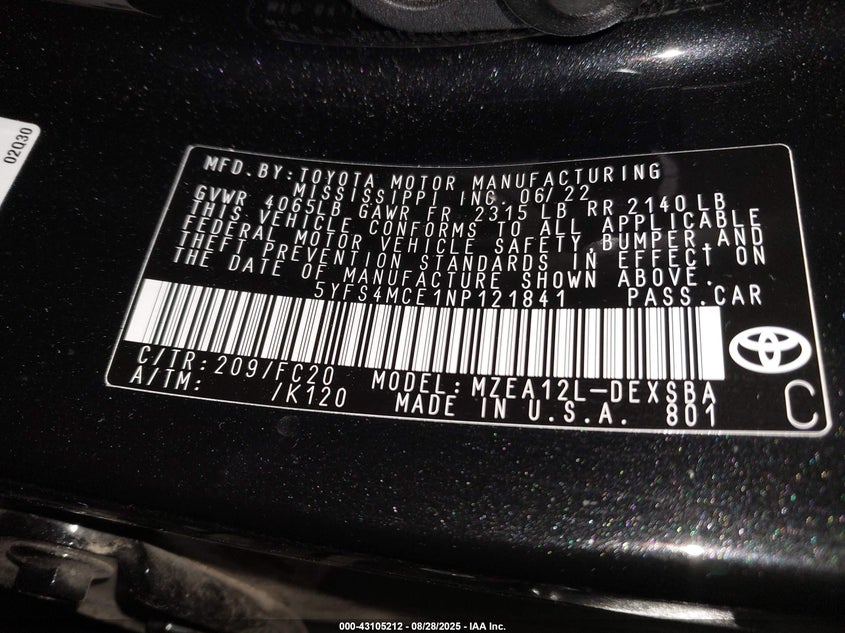 02Q30
MFD.BY:TOYOTA MOTOR MANUFACTURING
MISSISSIPPI INC. 06/22
GVWR 4065LB GAWR FR 2315 LB RR 2140 LB
THIS VEHICLE CONFORMS TO ALL APPLICABLE
FEDERAL MOTOR VEHICLE SAFETY,BUMPER,AND
THEFT PREVENTION STANDARDS IN EFFECT ON
THE DATE OF MANUFACTURE SHOWN ABOVE.
5YFS4MCE1NP121841 PASS.CAR
C/TR:209/FC20 MODEL:MZEA12L-DEXSBA
A/TM: /K120 MADE IN U.S.A. 801
C
000-43105212 - 08/28/2025 - IAA Inc.